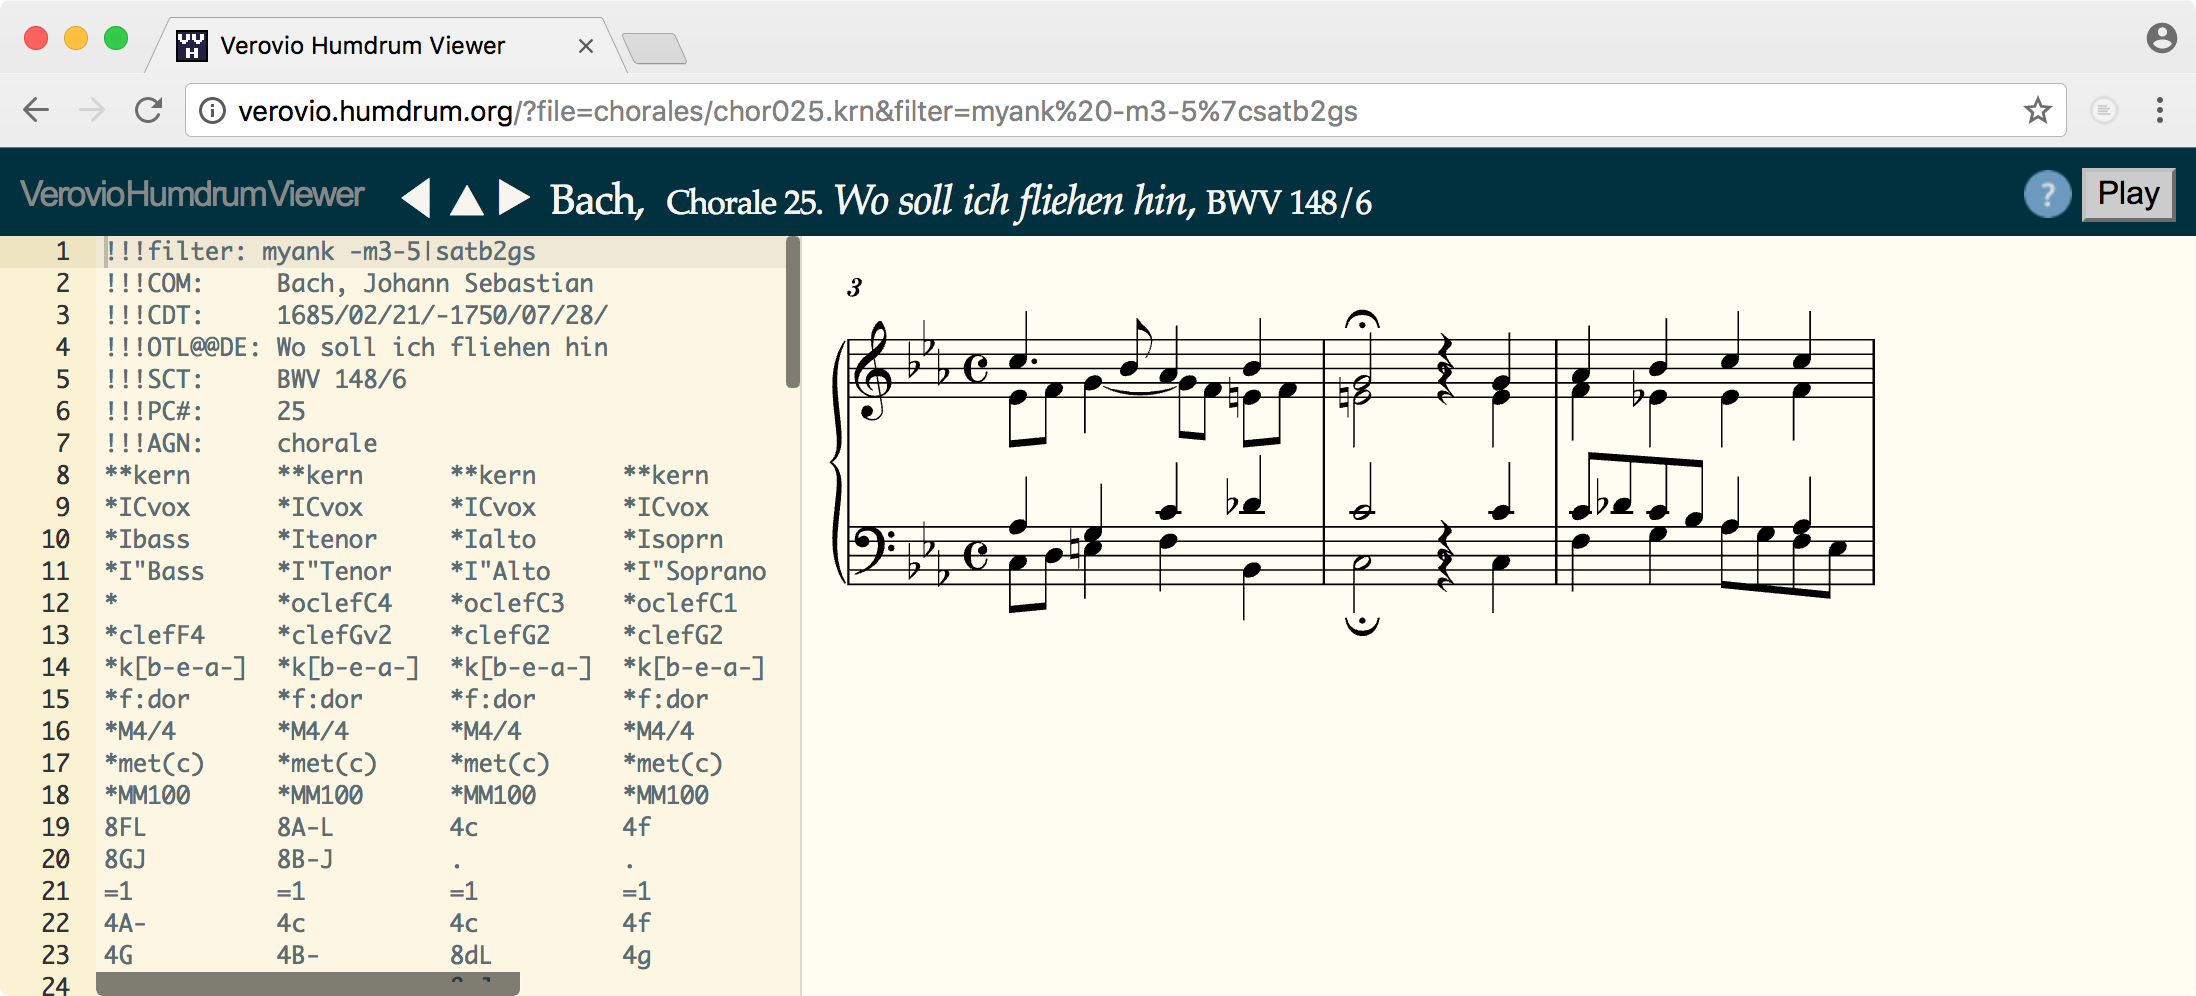 Verovio Humdrum Viewer
verovio.humdrum.org/?file=chorales/chor025.krn&filter=myank%20-m3-5%7csatb2gs
VerovioHumdrumViewer Bach, Chorale 25. Wo soll ich fliehen hin, BWV 148/6 ? Play
1 !!!filter: myank -m3-5|satb2gs
2 !!!COM: Bach, Johann Sebastian
3 !!!CDT: 1685/02/21/-1750/07/28/
4 !!!OTL@@DE: Wo soll ich fliehen hin
5 !!!SCT: BWV 148/6
6 !!!PC#: 25
7 !!!AGN: chorale
8 **kern **kern **kern **kern
9 *ICvox *ICvox *ICvox *ICvox
10 *Ibass *Itenor *Ialto *Isoprn
11 *I"Bass *I"Tenor *I"Alto *I"Soprano
12 * *oclefC4 *oclefC3 *oclefC1
13 *clefF4 *clefGv2 *clefG2 *clefG2
14 *k[b-e-a-] *k[b-e-a-] *k[b-e-a-] *k[b-e-a-]
15 *f:dor *f:dor *f:dor *f:dor
16 *M4/4 *M4/4 *M4/4 *M4/4
17 *met(c) *met(c) *met(c) *met(c)
18 *MM100 *MM100 *MM100 *MM100
19 8FL 8A-L 4c 4f
20 8GJ 8B-J . .
21 =1 =1 =1 =1
22 4A- 4c 4c 4f
23 4G 4B- 8dL 4g
24
3